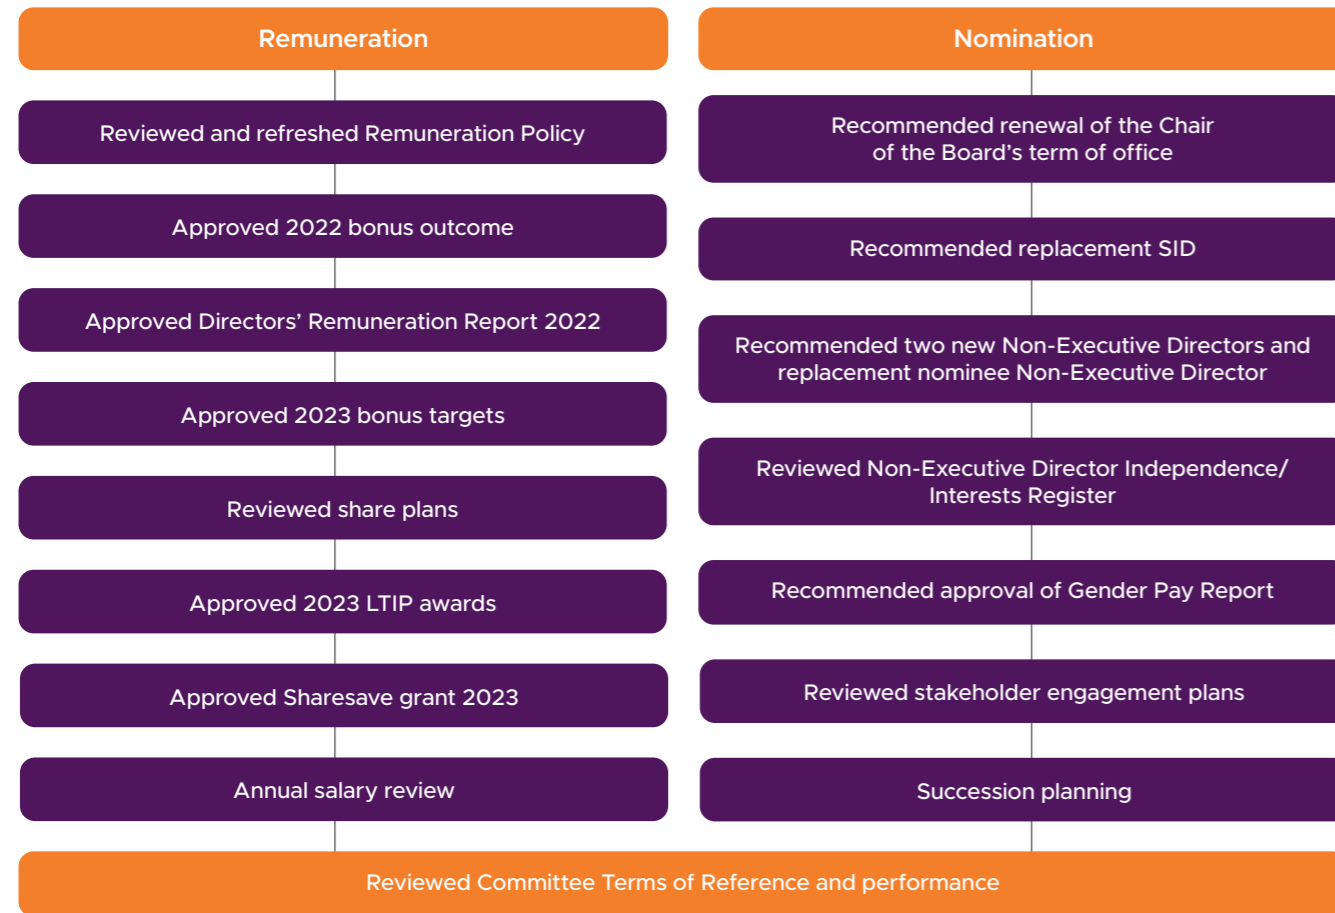 Remuneration
Reviewed and refreshed Remuneration Policy
Approved 2022 bonus outcome
Approved Directors’ Remuneration Report 2022
Approved 2023 bonus targets
Reviewed share plans
Approved 2023 LTIP awards
Approved Sharesave grant 2023
Annual salary review
Nomination
Recommended renewal of the Chair
of the Board’s term of office
Recommended replacement SID
Recommended two new Non-Executive Directors and
replacement nominee Non-Executive Director
Reviewed Non-Executive Director Independence/
Interests Register
Recommended approval of Gender Pay Report
Reviewed stakeholder engagement plans
Succession planning
Reviewed Committee Terms of Reference and performance